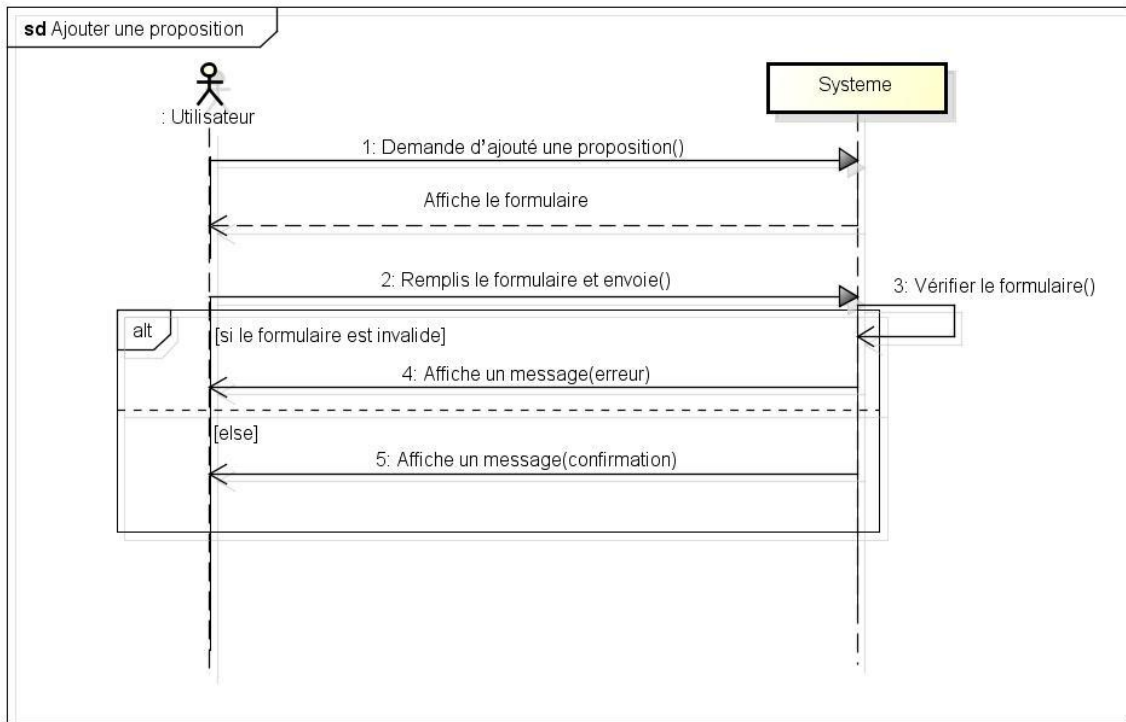 sd Ajouter une proposition
: Utilisateur
Systeme
1: Demande d'ajouté une proposition()
Affiche le formulaire
2: Remplis le formulaire et envoie()
3: Vérifier le formulaire()
alt
[si le formulaire est invalide]
4: Affiche un message(erreur)
[else]
5: Affiche un message(confirmation)